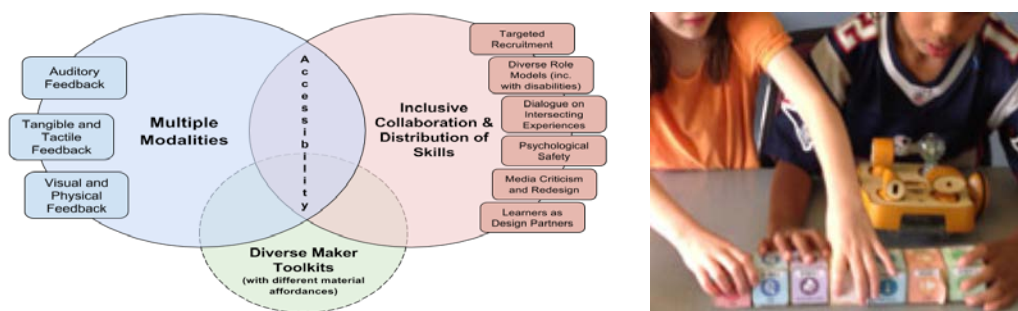 Auditory
Feedback
Tangible and
Tactile
Feedback
Visual and
Physical
Feedback
Multiple
Modalities
Accessibility
Inclusive
Collaboration &
Distribution of
Skills
Targeted
Recruitment
Diverse Role
Models (inc.
with disabilities)
Dialogue on
Intersecting
Experiences
Psychological
Safety
Media Criticism
and Redesign
Learners as
Design Partners
Diverse Maker
Toolkits
(with different material
affordances)
12